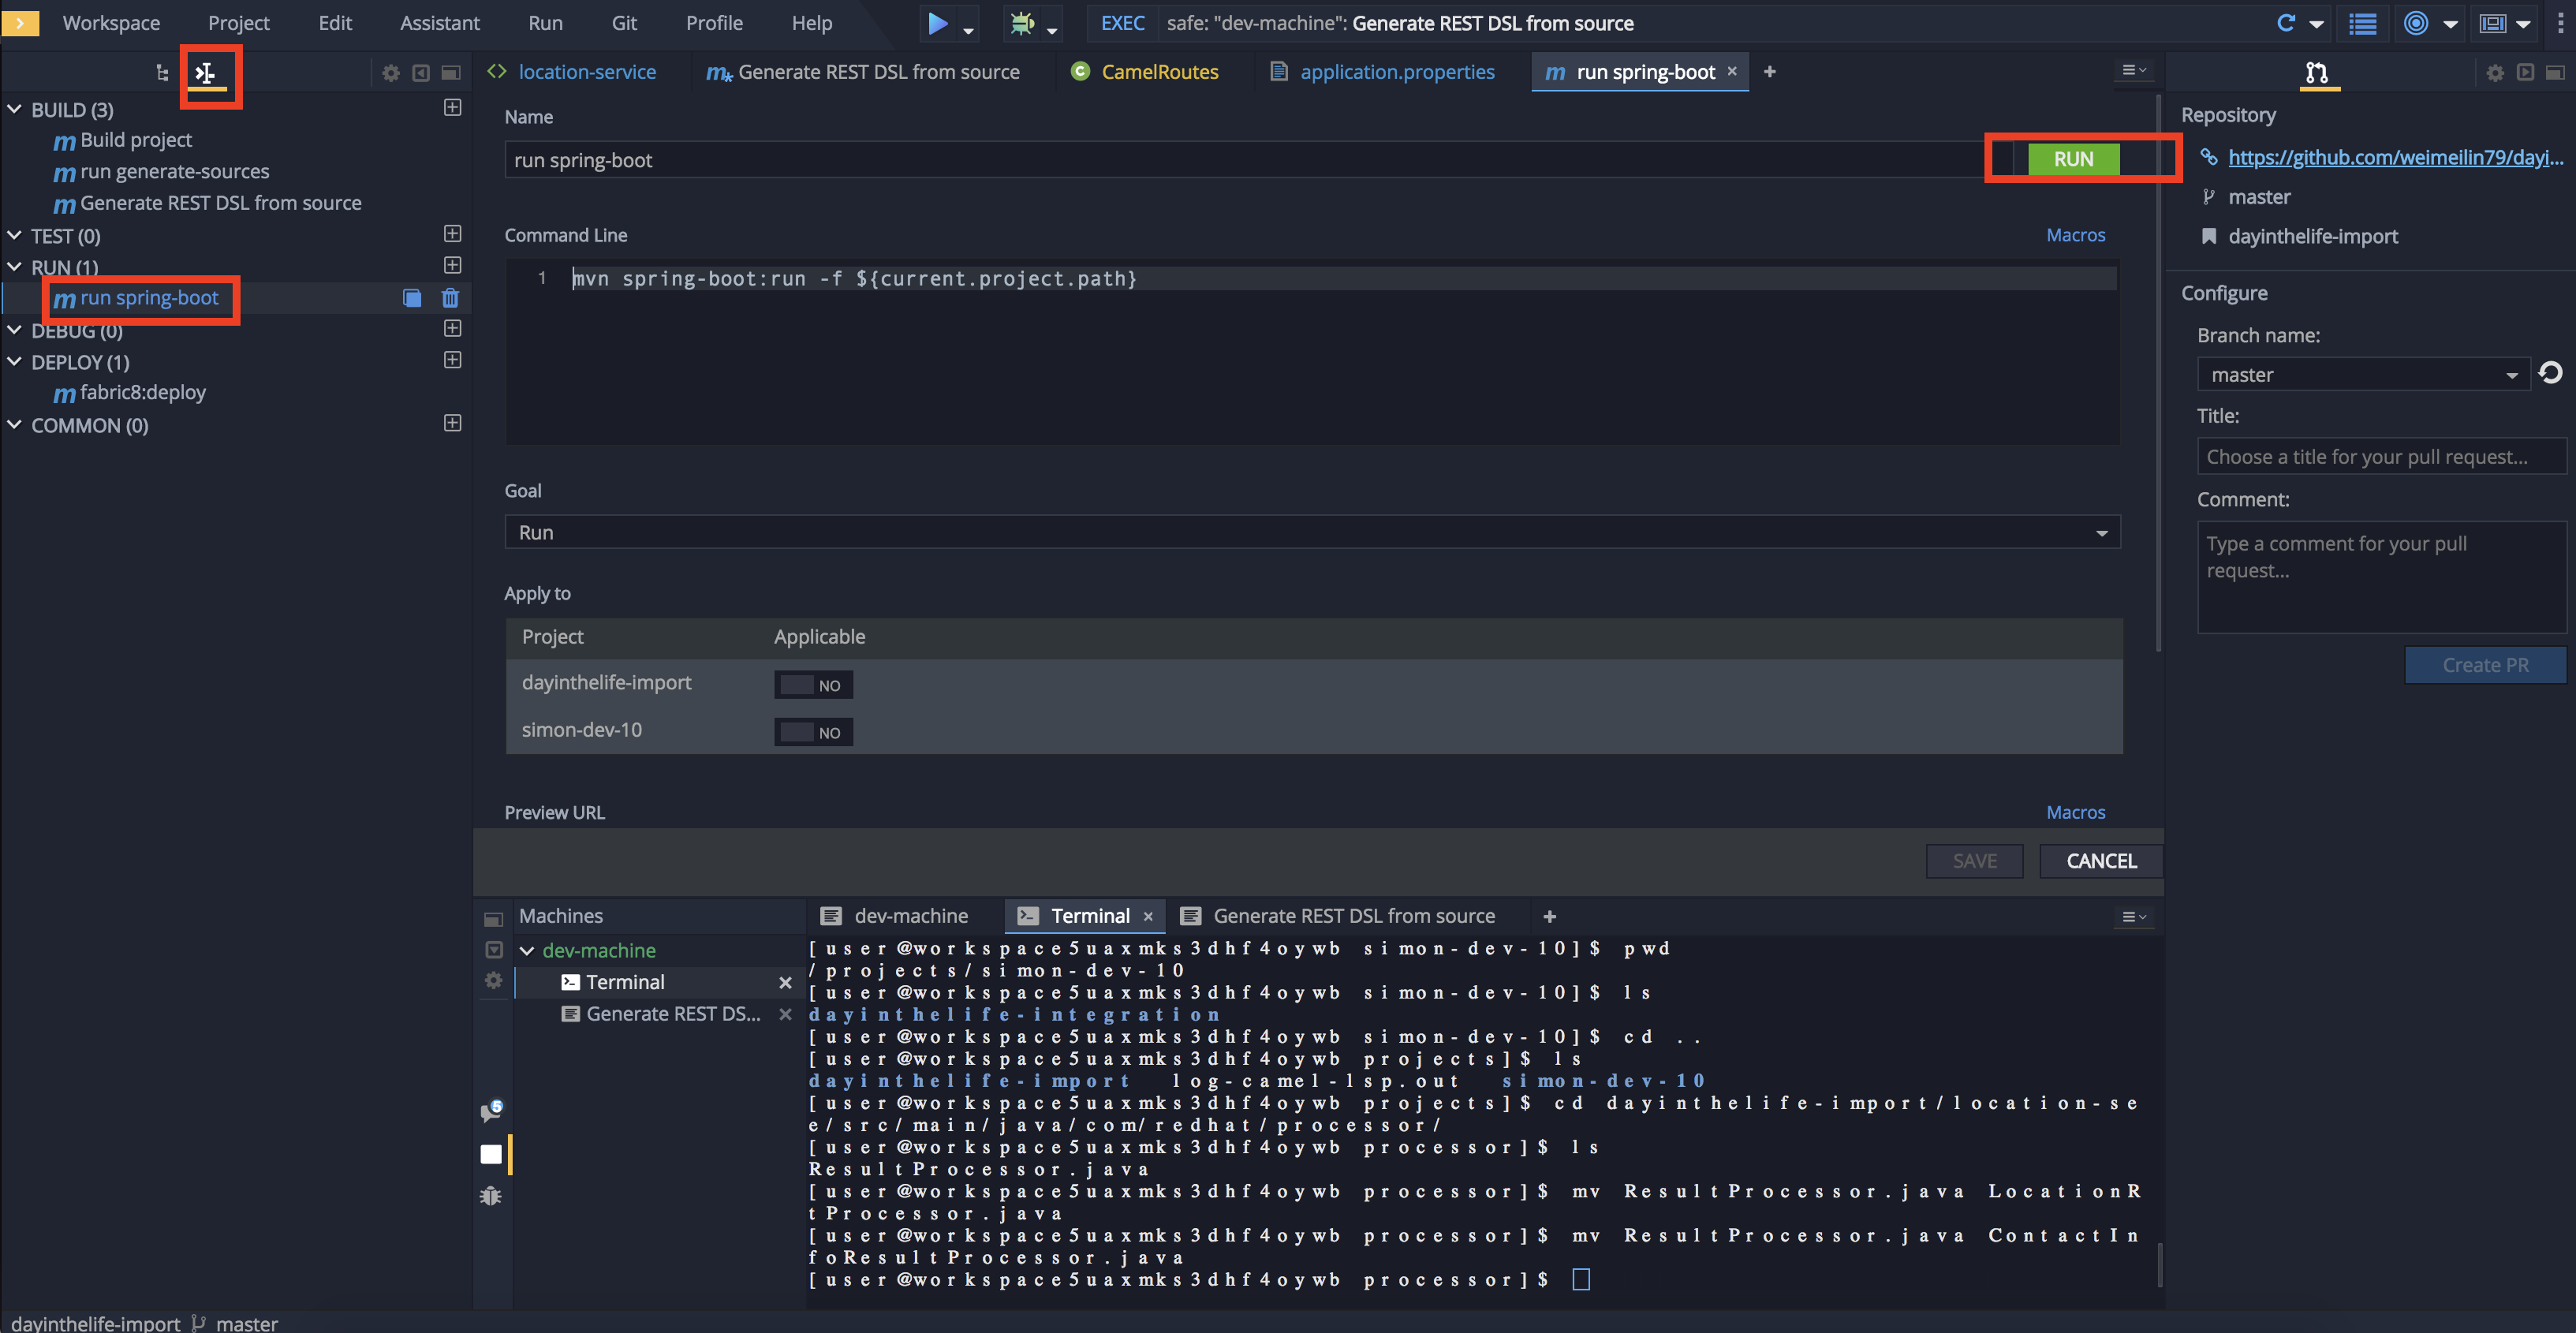 Workspace Project Edit Assistant Run Git Profile Help
EXEC safe: "dev-machine": Generate REST DSL from source
location-service
Generate REST DSL from source
CamelRoutes
application.properties
run spring-boot
BUILD (3)
Build project
run generate-sources
Generate REST DSL from source
TEST (0)
RUN (1)
run spring-boot
DEBUG (0)
DEPLOY (1)
fabric8:deploy
COMMON (0)
Name
run spring-boot
RUN
Command Line
Macros
1 mvn spring-boot:run -f ${current.project.path}
Goal
Run
Apply to
Project Applicable
dayinthelife-import NO
simon-dev-10 NO
Preview URL
Macros
SAVE CANCEL
Repository
https://github.com/weimeilin79/dayi...
master
dayinthelife-import
Configure
Branch name:
master
Title:
Choose a title for your pull request...
Comment:
Type a comment for your pull
request...
Create PR
Machines
dev-machine
Terminal
Generate REST DS...
5
dev-machine
Terminal
Generate REST DSL from source
[user@workspace5uaxmks3dhf4oywb simon-dev-10]$ pwd
/projects/simon-dev-10
[user@workspace5uaxmks3dhf4oywb simon-dev-10]$ ls
dayinthelife-integration
[user@workspace5uaxmks3dhf4oywb simon-dev-10]$ cd ..
[user@workspace5uaxmks3dhf4oywb projects]$ ls
dayinthelife-import log-camel-lsp.out simon-dev-10
[user@workspace5uaxmks3dhf4oywb projects]$ cd dayinthelife-import/location-se
e/src/main/java/com/redhat/processor/
[user@workspace5uaxmks3dhf4oywb processor]$ ls
ResultProcessor.java
[user@workspace5uaxmks3dhf4oywb processor]$ mv ResultProcessor.java LocationR
tProcessor.java
[user@workspace5uaxmks3dhf4oywb processor]$ mv ResultProcessor.java ContactIn
foResultProcessor.java
[user@workspace5uaxmks3dhf4oywb processor]$
dayinthelife-import master